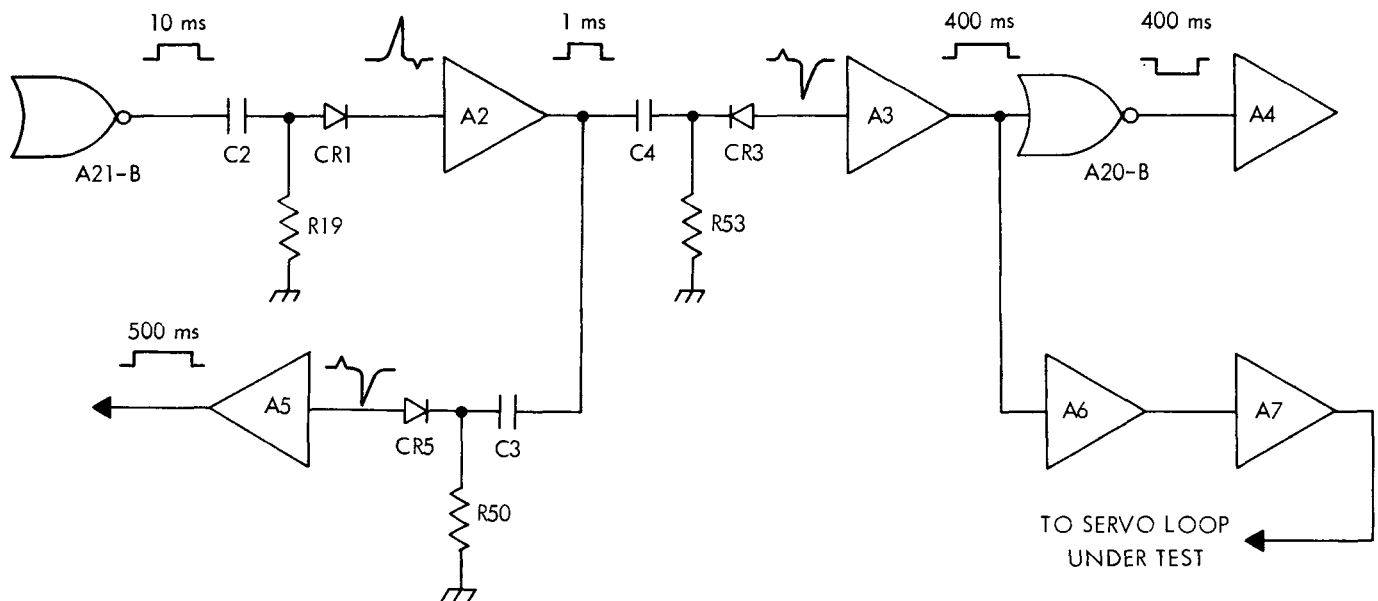 10 ms
1 ms
400 ms
400 ms
A2
A3
A4
C2
CR1
C4
CR3
A21-B
A20-B
R19
R53
500 ms
A5
A6
A7
CR5
C3
R50
TO SERVO LOOP
UNDER TEST